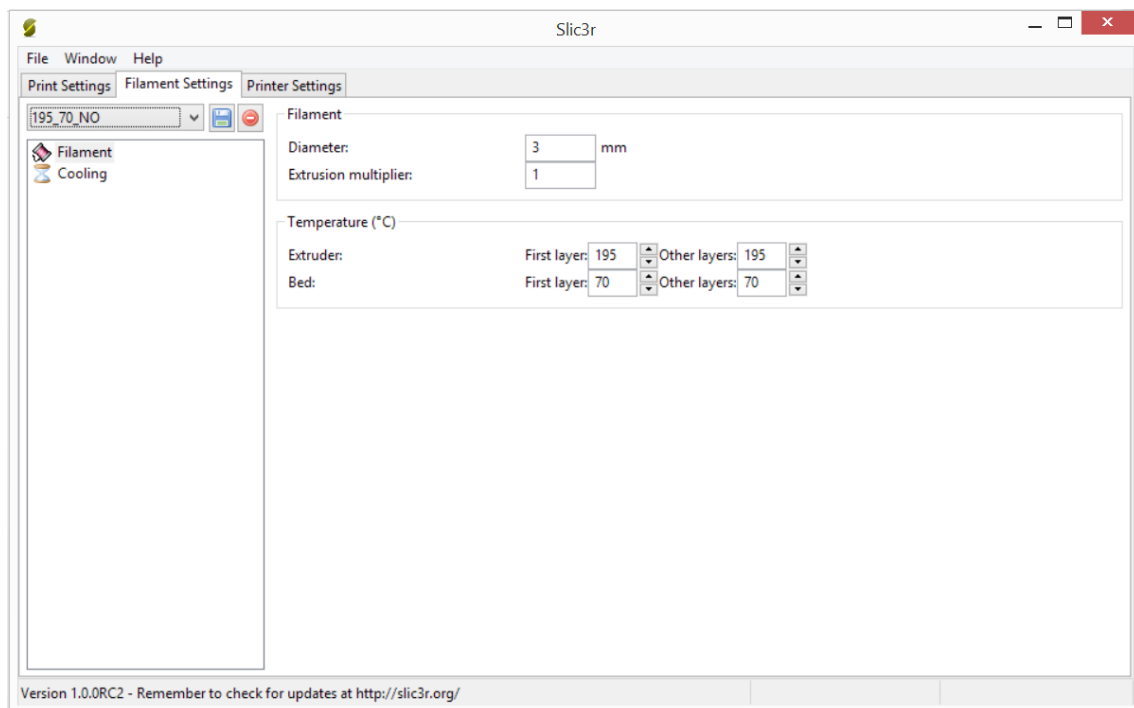 Slic3r
File Window Help
Print Settings Filament Settings Printer Settings
195_70_NO
Filament
Cooling
Filament
Diameter: 3 mm
Extrusion multiplier: 1
Temperature (°C)
Extruder: First layer: 195 Other layers: 195
Bed: First layer: 70 Other layers: 70
Version 1.0.0RC2 - Remember to check for updates at http://slic3r.org/